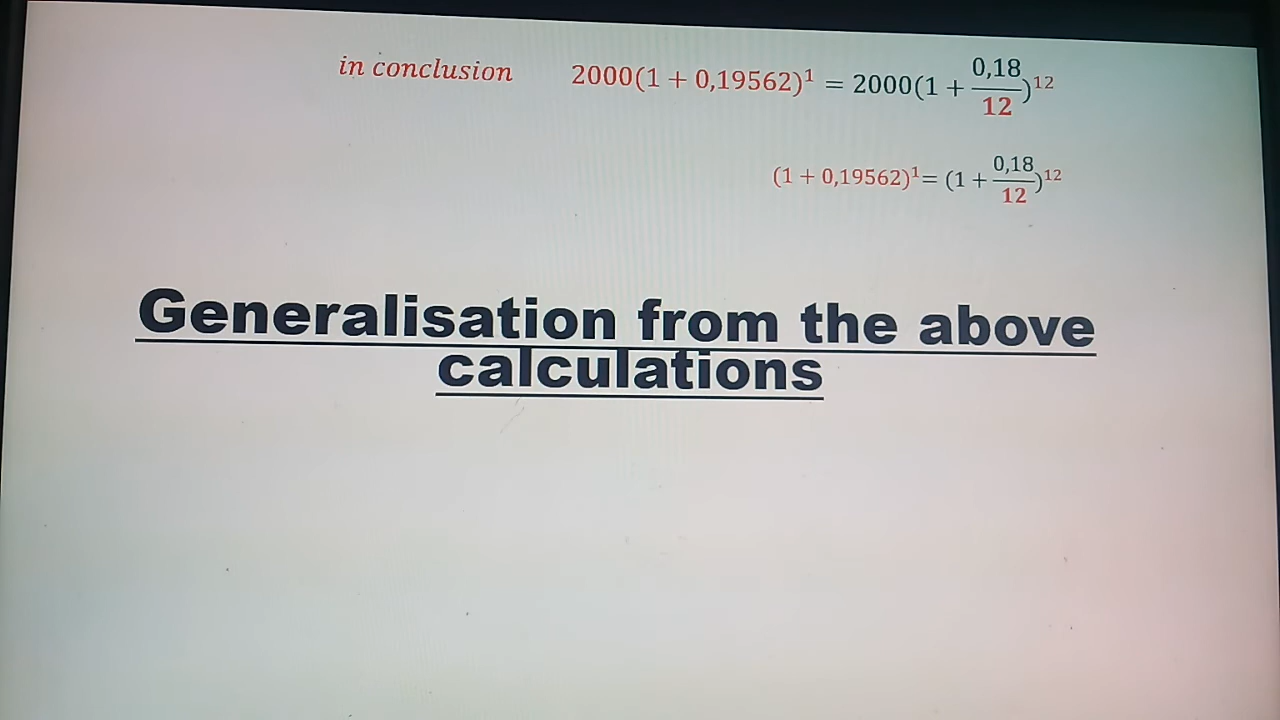 in conclusion 2000(1 + 0,19562)¹ = 2000(1 + 0,18/12)¹²
(1 + 0,19562)¹= (1 + 0,18/12)¹²
Generalisation from the above
calculations